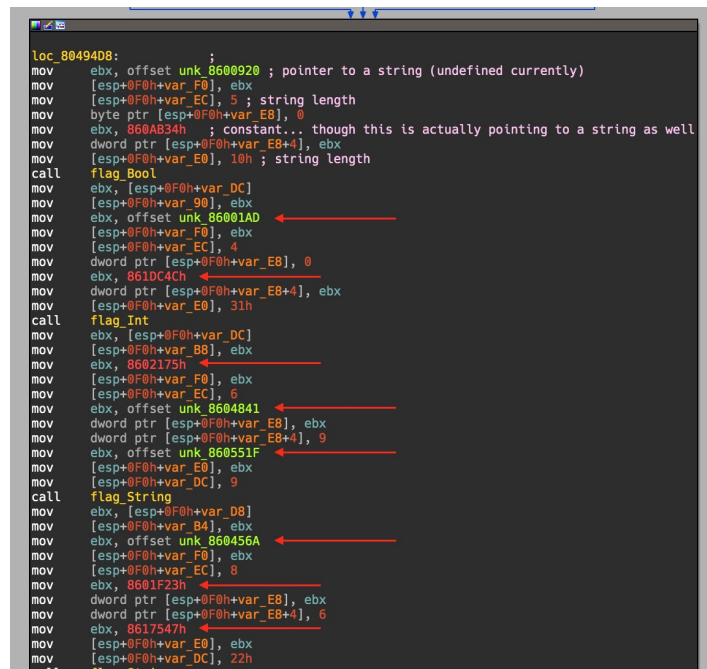 loc_80494D8: ;
mov ebx, offset unk_8600920 ; pointer to a string (undefined currently)
mov [esp+0F0h+var_F0], ebx
mov [esp+0F0h+var_EC], 5 ; string length
mov byte ptr [esp+0F0h+var_E8], 0
mov ebx, 860AB34h ; constant... though this is actually pointing to a string as well
mov dword ptr [esp+0F0h+var_E8+4], ebx
mov [esp+0F0h+var_E0], 10h ; string length
call flag_Bool
mov ebx, [esp+0F0h+var_DC]
mov [esp+0F0h+var_90], ebx
mov ebx, offset unk_86001AD
mov [esp+0F0h+var_F0], ebx
mov [esp+0F0h+var_EC], 4
mov dword ptr [esp+0F0h+var_E8], 0
mov ebx, 861DC4Ch
mov dword ptr [esp+0F0h+var_E8+4], ebx
mov [esp+0F0h+var_E0], 31h
call flag_Int
mov ebx, [esp+0F0h+var_DC]
mov [esp+0F0h+var_B8], ebx
mov ebx, 8602175h
mov [esp+0F0h+var_F0], ebx
mov [esp+0F0h+var_EC], 6
mov ebx, offset unk_8604841
mov dword ptr [esp+0F0h+var_E8], ebx
mov dword ptr [esp+0F0h+var_E8+4], 9
mov ebx, offset unk_860551F
mov [esp+0F0h+var_E0], ebx
mov [esp+0F0h+var_DC], 9
call flag_String
mov ebx, [esp+0F0h+var_D8]
mov [esp+0F0h+var_B4], ebx
mov ebx, offset unk_860456A
mov [esp+0F0h+var_F0], ebx
mov [esp+0F0h+var_EC], 8
mov ebx, 8601F23h
mov dword ptr [esp+0F0h+var_E8], ebx
mov dword ptr [esp+0F0h+var_E8+4], 6
mov ebx, 8617547h
mov [esp+0F0h+var_E0], ebx
mov [esp+0F0h+var_DC], 22h